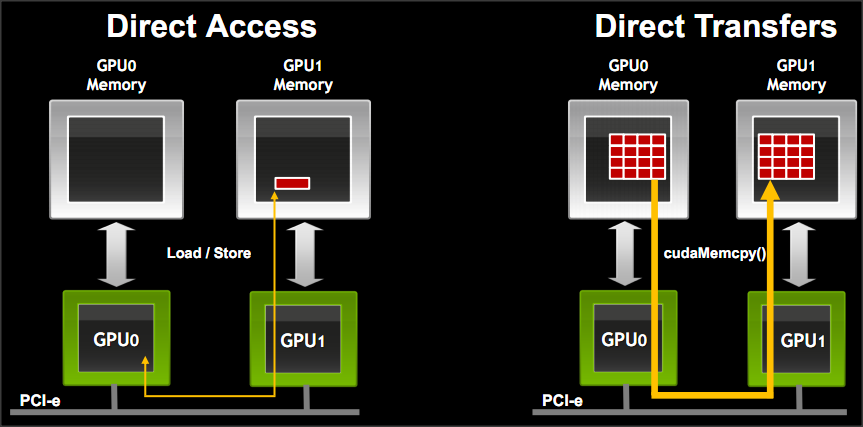 Direct Access
GPU0
Memory
GPU1
Memory
Load / Store
GPU0
GPU1
PCI-e
Direct Transfers
GPU0
Memory
GPU1
Memory
cudaMemcpy()
GPU0
GPU1
PCI-e